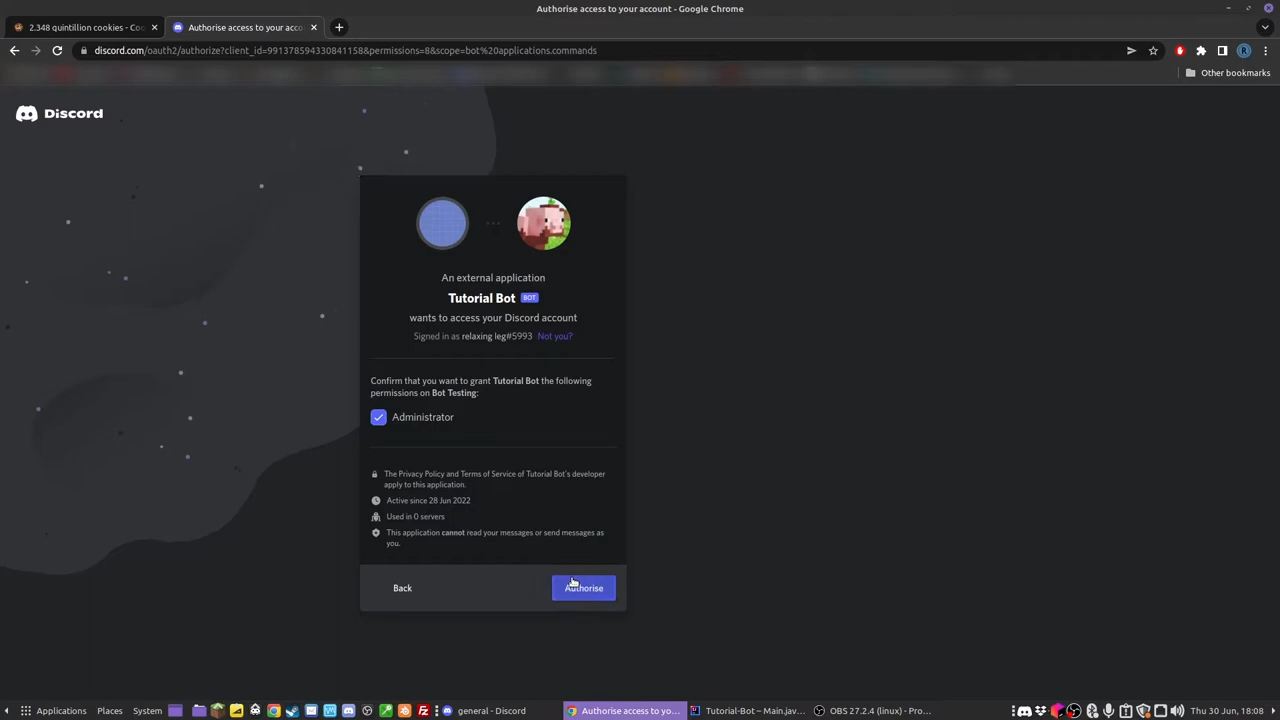 Authorise access to your account - Google Chrome
2.348 quintillion cookies - Coo
Authorise access to your acco
discord.com/oauth2/authorize?client_id=991378594330841158&permissions=8&scope=bot%20applications.commands
R
Other bookmarks
Discord
An external application
Tutorial Bot BOT
wants to access your Discord account
Signed in as relaxing leg#5993 Not you?
Confirm that you want to grant Tutorial Bot the following
permissions on Bot Testing:
Administrator
The Privacy Policy and Terms of Service of Tutorial Bot's developer
apply to this application.
Active since 28 Jun 2022
Used in 0 servers
This application cannot read your messages or send messages as
you.
Back
Authorise
Applications Places System general - Discord Authorise access to yo... Tutorial-Bot – Main.jav... OBS 27.2.4 (linux) - Pro... Thu 30 Jun, 18:08